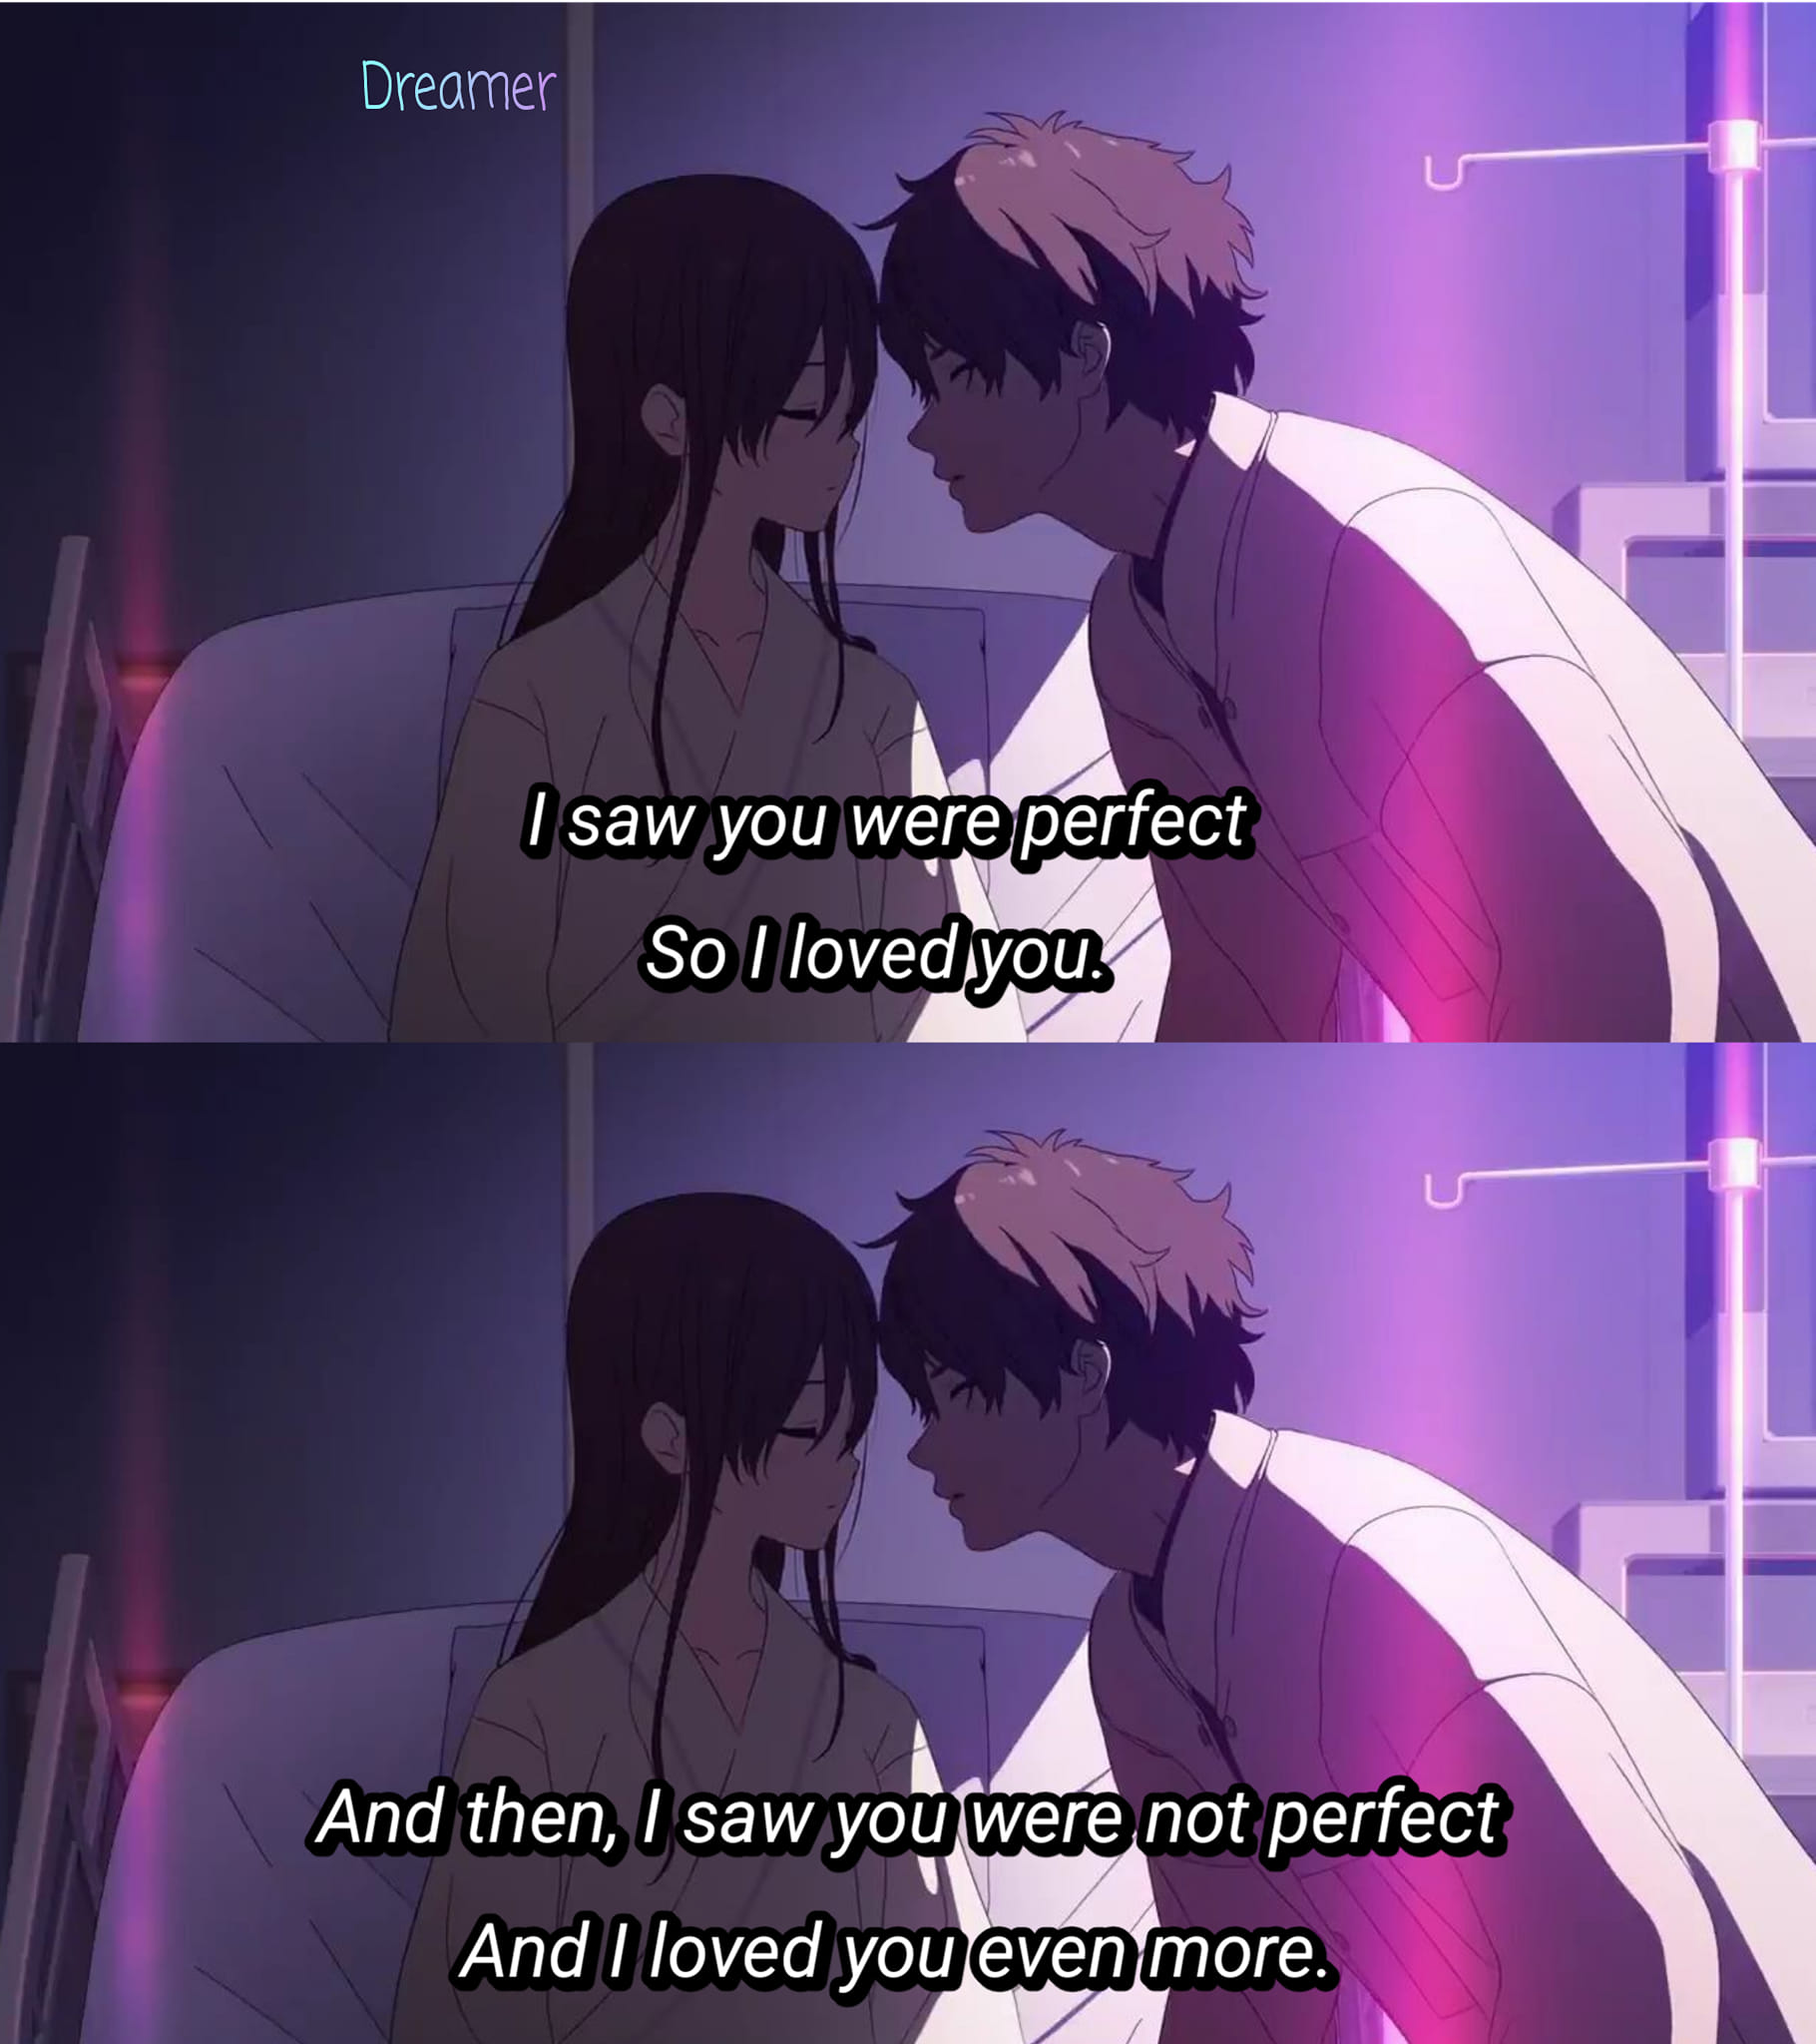 Dreamer
I saw you were perfect
So I loved you.
And then, I saw you were not perfect
And I loved you even more.